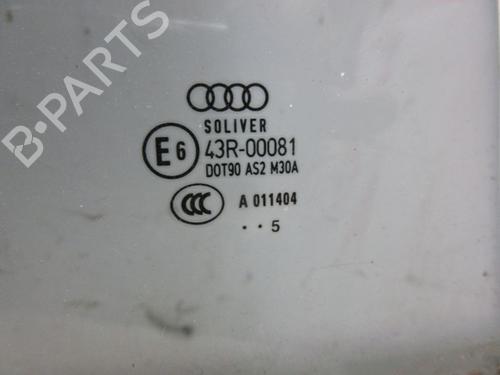 B-PARTS
SOLIVER
E6 43R-00081
DOT90 AS2 M30A
CCC A 011404
. . 5